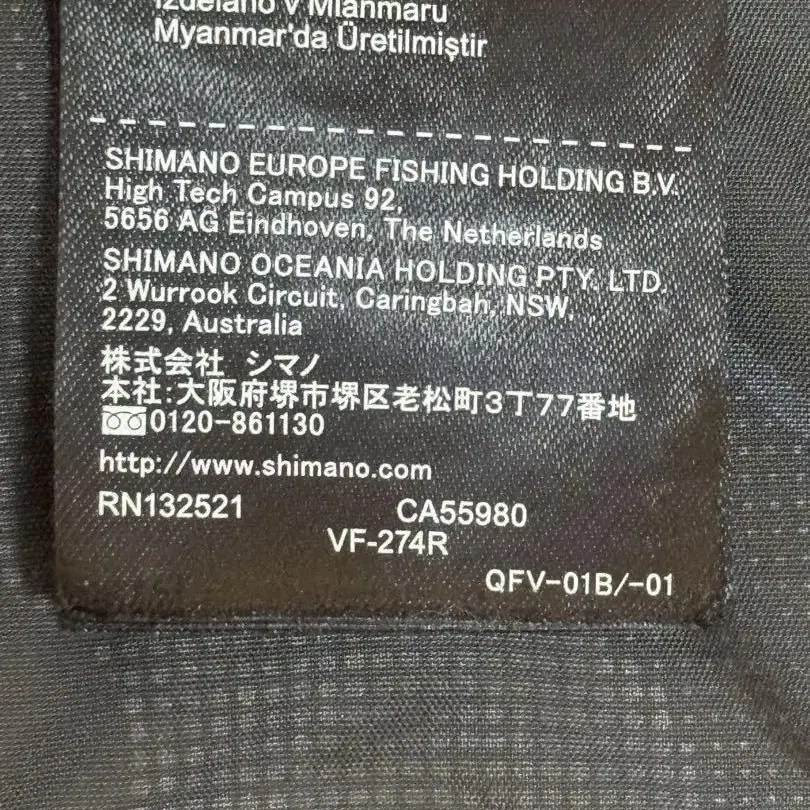 Izdelano v Mianmaru
Myanmar'da Üretilmiştir
SHIMANO EUROPE FISHING HOLDING B.V.
High Tech Campus 92,
5656 AG Eindhoven, The Netherlands
SHIMANO OCEANIA HOLDING PTY. LTD.
2 Wurrook Circuit, Caringbah, NSW,
2229, Australia
株式会社 シマノ
本社:大阪府堺市堺区老松町3丁77番地
0120-861130
http://www.shimano.com
RN132521 CA55980
VF-274R
QFV-01B/-01